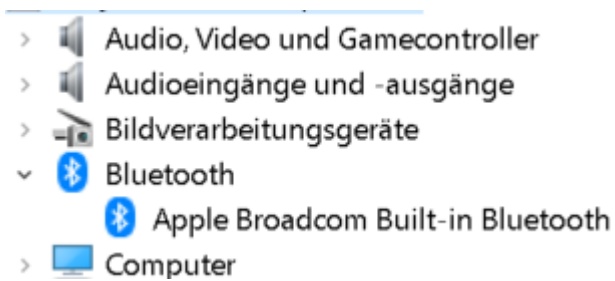 Audio, Video und Gamecontroller
Audioeingänge und -ausgänge
Bildverarbeitungsgeräte
Bluetooth
Apple Broadcom Built-in Bluetooth
Computer